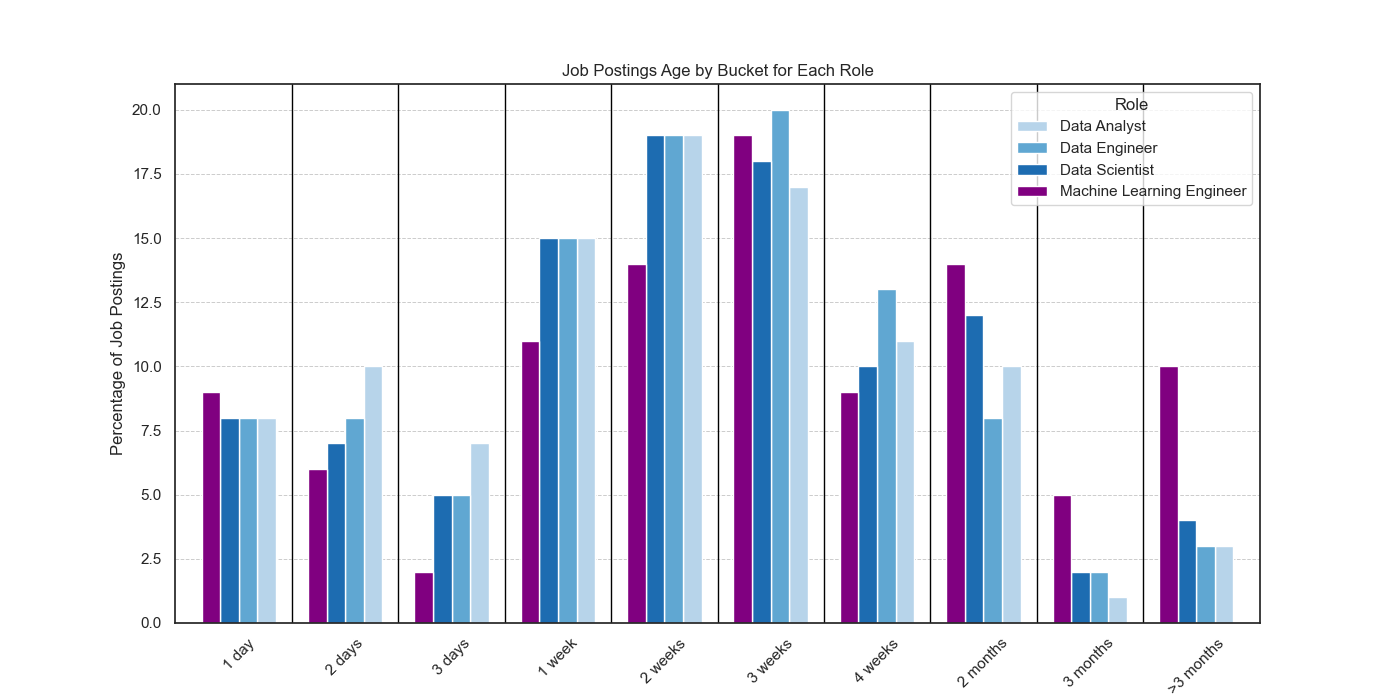 Job Postings Age by Bucket for Each Role
Role
Data Analyst
Data Engineer
Data Scientist
Machine Learning Engineer
Percentage of Job Postings
20.0
17.5
15.0
12.5
10.0
7.5
5.0
2.5
0.0
1 day
2 days
3 days
1 week
2 weeks
3 weeks
4 weeks
2 months
3 months
>3 months